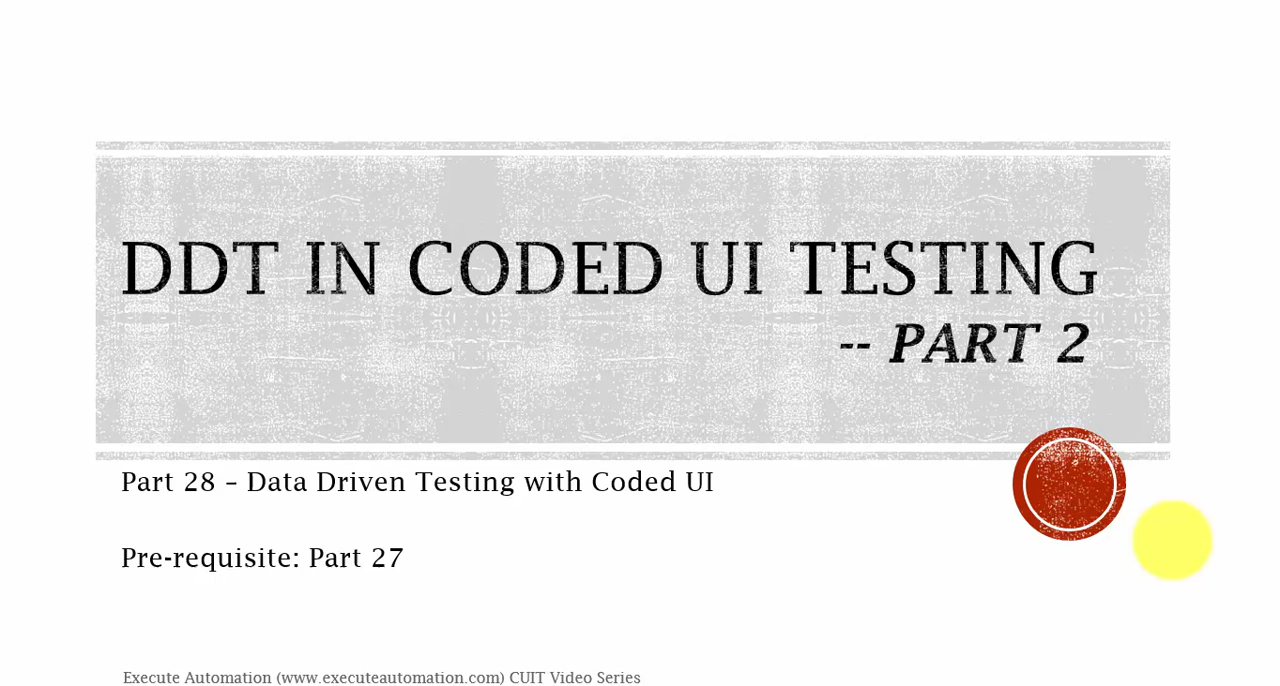 DDT IN CODED UI TESTING
-- PART 2
Part 28 – Data Driven Testing with Coded UI
Pre-requisite: Part 27
Execute Automation (www.executeautomation.com) CUIT Video Series